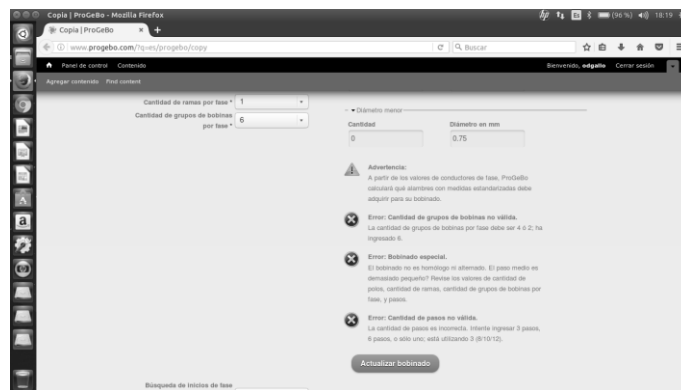 Copia | ProGeBo - Mozilla Firefox
Es
(96 %)
18:19
Copia | ProGeBo
www.progebo.com/?q=es/progebo/copy
Buscar
Panel de control Contenido
Bienvenido, odgallo Cerrar sesión
Agregar contenido Find content
Cantidad de ramas por fase * 1
Cantidad de grupos de bobinas por fase * 6
Diámetro menor
Cantidad Diámetro en mm
0 0.75
Advertencia:
A partir de los valores de conductores de fase, ProGeBo
calculará qué alambres con medidas estandarizadas debe
adquirir para su bobinado.
Error: Cantidad de grupos de bobinas no válida.
La cantidad de grupos de bobinas por fase debe ser 4 o 2; ha
ingresado 6.
Error: Bobinado especial.
El bobinado no es homólogo ni alternado. El paso medio es
demasiado pequeño? Revise los valores de cantidad de
polos, cantidad de ramas, cantidad de grupos de bobinas por
fase, y pasos.
Error: Cantidad de pasos no válida.
La cantidad de pasos es incorrecta. Intente ingresar 3 pasos,
6 pasos, o sólo uno; está utilizando 3 (8/10/12).
Actualizar bobinado
Búsqueda de inicios de fase